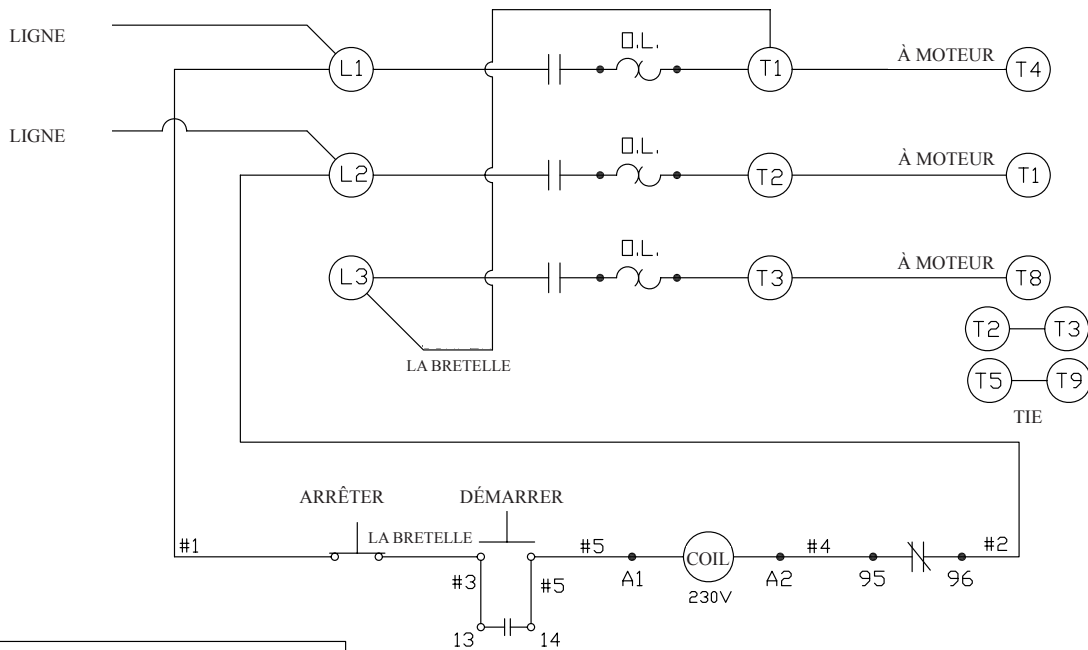 LIGNE
L1
O.L.
T1
À MOTEUR
T4
LIGNE
L2
O.L.
T2
À MOTEUR
T1
L3
O.L.
T3
À MOTEUR
T8
LA BRETELLE
T2
T3
T5
T9
TIE
ARRÊTER
DÉMARRER
#1
LA BRETELLE
#5
COIL
#4
#2
#3
#5
A1
230V
A2
95
96
13
14